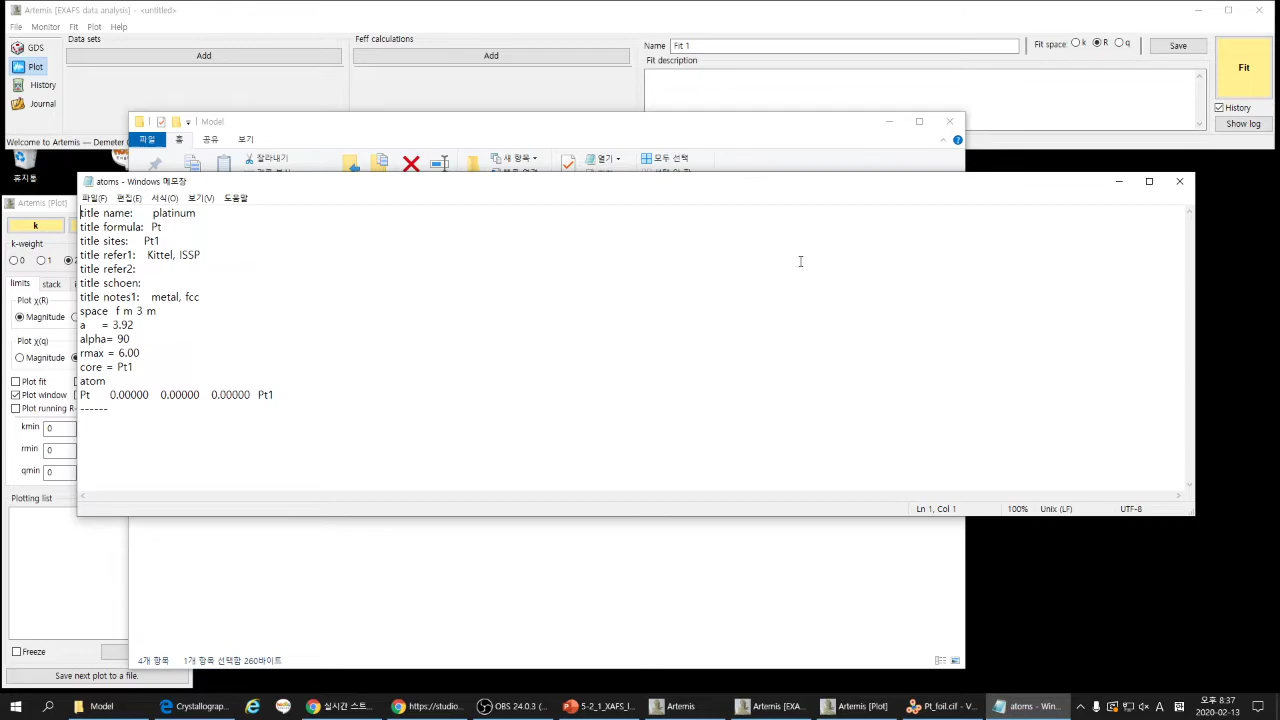 Artemis [EXAFS data analysis] - <untitled>
File Monitor Fit Plot Help
GDS
Plot
History
Journal
Data sets
Add
Feff calculations
Add
Name Fit 1
Fit space: k R q
Save
Fit description
Fit
History
Show log
Welcome to Artemis — Demeter
휴지통
Model
파일 홈 공유 보기
잘라내기
새 항목
열기
모두 선택
atoms - Windows 메모장
파일(F) 편집(E) 서식(O) 보기(V) 도움말
title name: platinum
title formula: Pt
title sites: Pt1
title refer1: Kittel, ISSP
title refer2:
title schoen:
title notes1: metal, fcc
space f m 3 m
a = 3.92
alpha= 90
rmax = 6.00
core = Pt1
atom
Pt 0.00000 0.00000 0.00000 Pt1
------
Ln 1, Col 1 100% Unix (LF) UTF-8
Artemis [Plot]
k
k-weight
0 1 2
limits stack
Plot χ(R)
Magnitude
Plot χ(q)
Magnitude
Plot fit
Plot window
Plot running R-
kmin 0
rmin 0
qmin 0
Plotting list
Freeze
Save next plot to a file.
4개 항목 1개 항목 선택함 260바이트
Model
Crystallograp...
실시간 스트...
https://studio...
OBS 24.0.3 (...
5-2_1_XAFS_I...
Artemis
Artemis [EXA...
Artemis [Plot]
Pt_foil.cif - V...
atoms - Win...
A
오후 8:37
2020-02-13